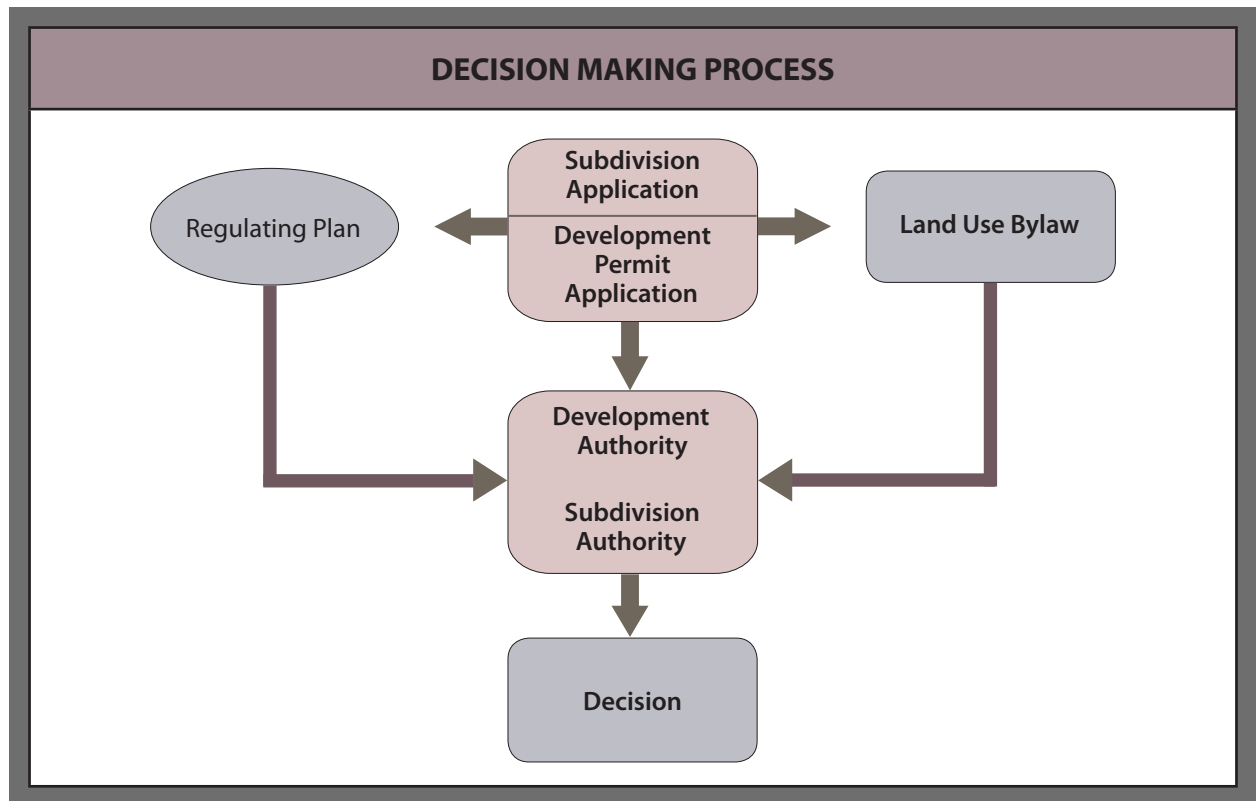 DECISION MAKING PROCESS
Subdivision
Application
Development
Permit
Application
Regulating Plan
Land Use Bylaw
Development
Authority
Subdivision
Authority
Decision